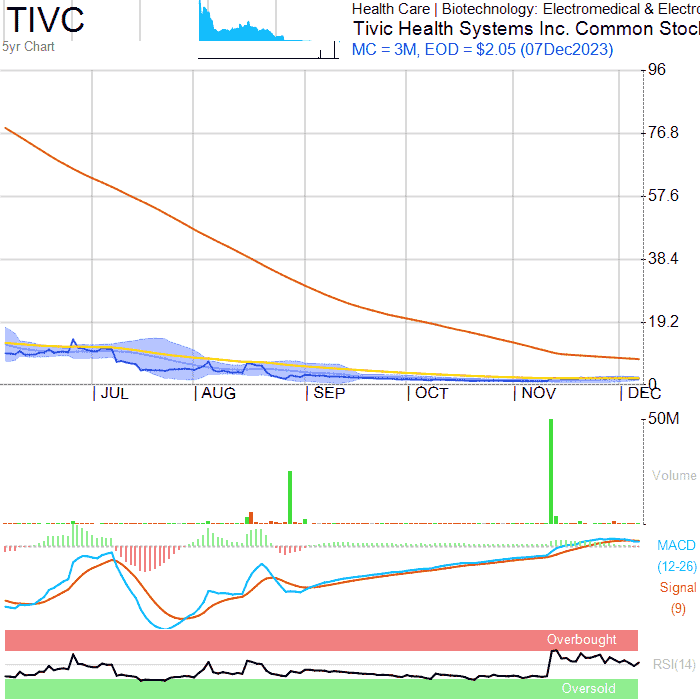 TIVC
5yr Chart
Health Care | Biotechnology: Electromedical & Electro
Tivic Health Systems Inc. Common Stoc
MC = 3M, EOD = $2.05 (07Dec2023)
96
76.8
57.6
38.4
19.2
0
JUL AUG SEP OCT NOV DEC
50M
Volume
MACD
(12-26)
Signal
(9)
Overbought
RSI(14)
Oversold